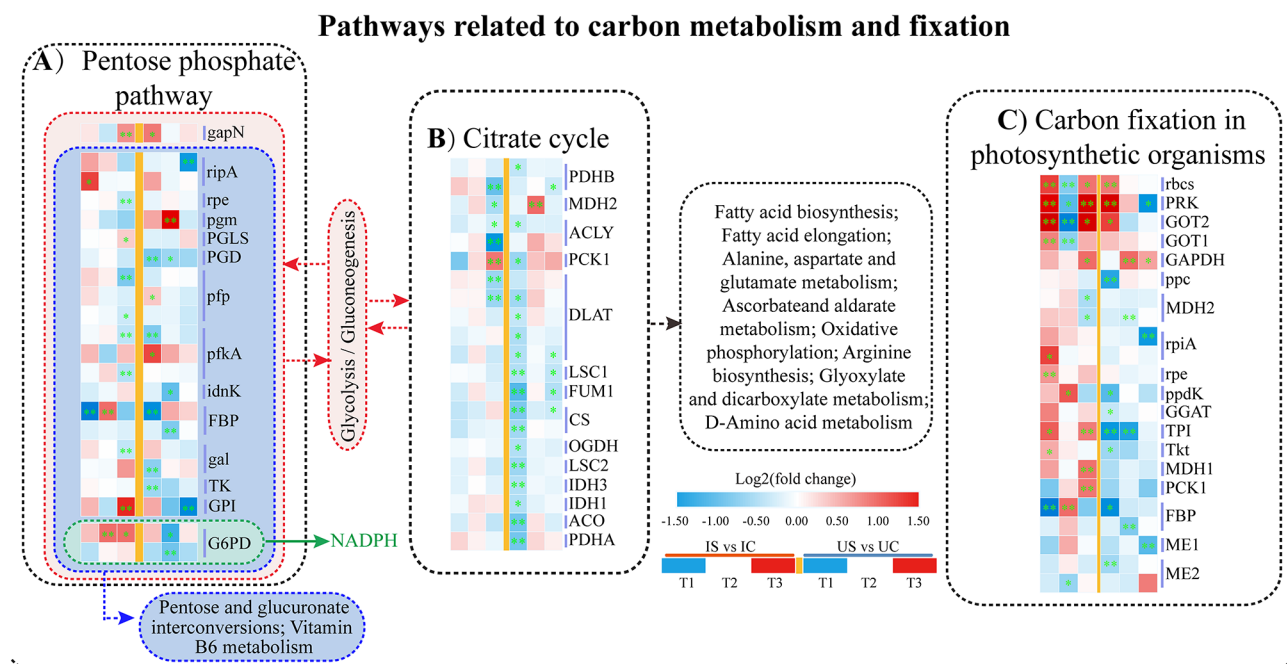 Pathways related to carbon metabolism and fixation
A) Pentose phosphate
pathway
gapN
ripA
rpe
pgm
PGLS
PGD
pfp
pfkA
idnK
FBP
gal
TK
GPI
G6PD
NADPH
Pentose and glucuronate
interconversions; Vitamin
B6 metabolism
Glycolysis / Gluconeogenesis
B) Citrate cycle
PDHB
MDH2
ACLY
PCK1
DLAT
LSC1
FUM1
CS
OGDH
LSC2
IDH3
IDH1
ACO
PDHA
Fatty acid biosynthesis;
Fatty acid elongation;
Alanine, aspartate and
glutamate metabolism;
Ascorbateand aldarate
metabolism; Oxidative
phosphorylation; Arginine
biosynthesis; Glyoxylate
and dicarboxylate metabolism;
D-Amino acid metabolism
Log2(fold change)
-1.50 -1.00 0.00 1.00 1.50
IS vs IC US vs UC
T1 T2 T3 T1 T2 T3
C) Carbon fixation in
photosynthetic organisms
rbcs
PRK
GOT2
GOT1
GAPDH
ppc
MDH2
rpiA
rpe
ppdK
GGAT
TPI
Tkt
MDH1
PCK1
FBP
ME1
ME2